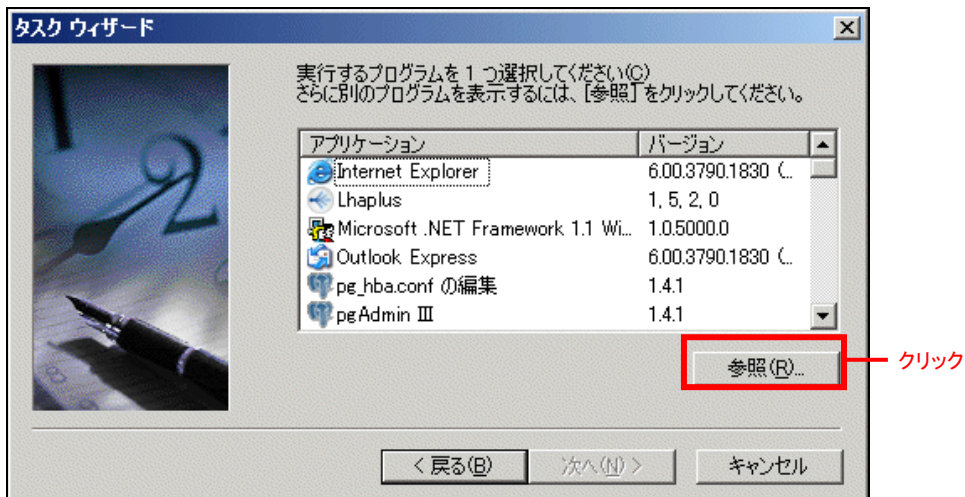 タスク ウィザード
実行するプログラムを 1 つ選択してください(C)
さらに別のプログラムを表示するには、[参照] をクリックしてください。
アプリケーション バージョン
Internet Explorer 6.00.3790.1830 (...
Lhaplus 1, 5, 2, 0
Microsoft .NET Framework 1.1 Wi... 1.0.5000.0
Outlook Express 6.00.3790.1830 (...
pg_hba.conf の編集 1.4.1
pgAdmin III 1.4.1
参照(R)...
クリック
< 戻る(B) 次へ(N) > キャンセル